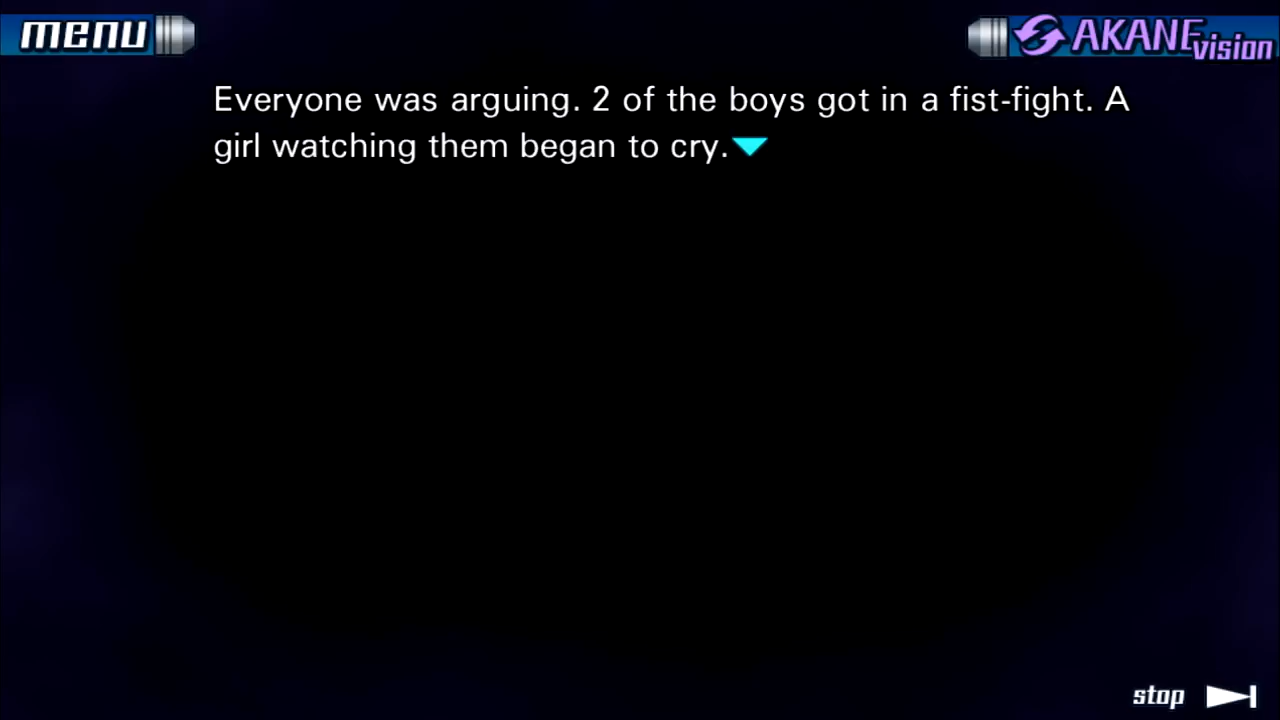 menu
AKANE vision
Everyone was arguing. 2 of the boys got in a fist-fight. A
girl watching them began to cry.
stop